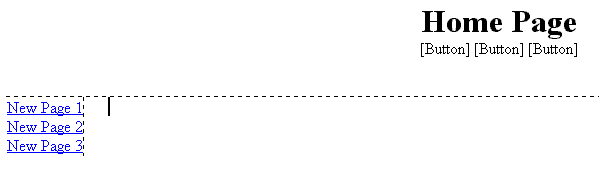 Home Page
[Button] [Button] [Button]
New Page 1
New Page 2
New Page 3